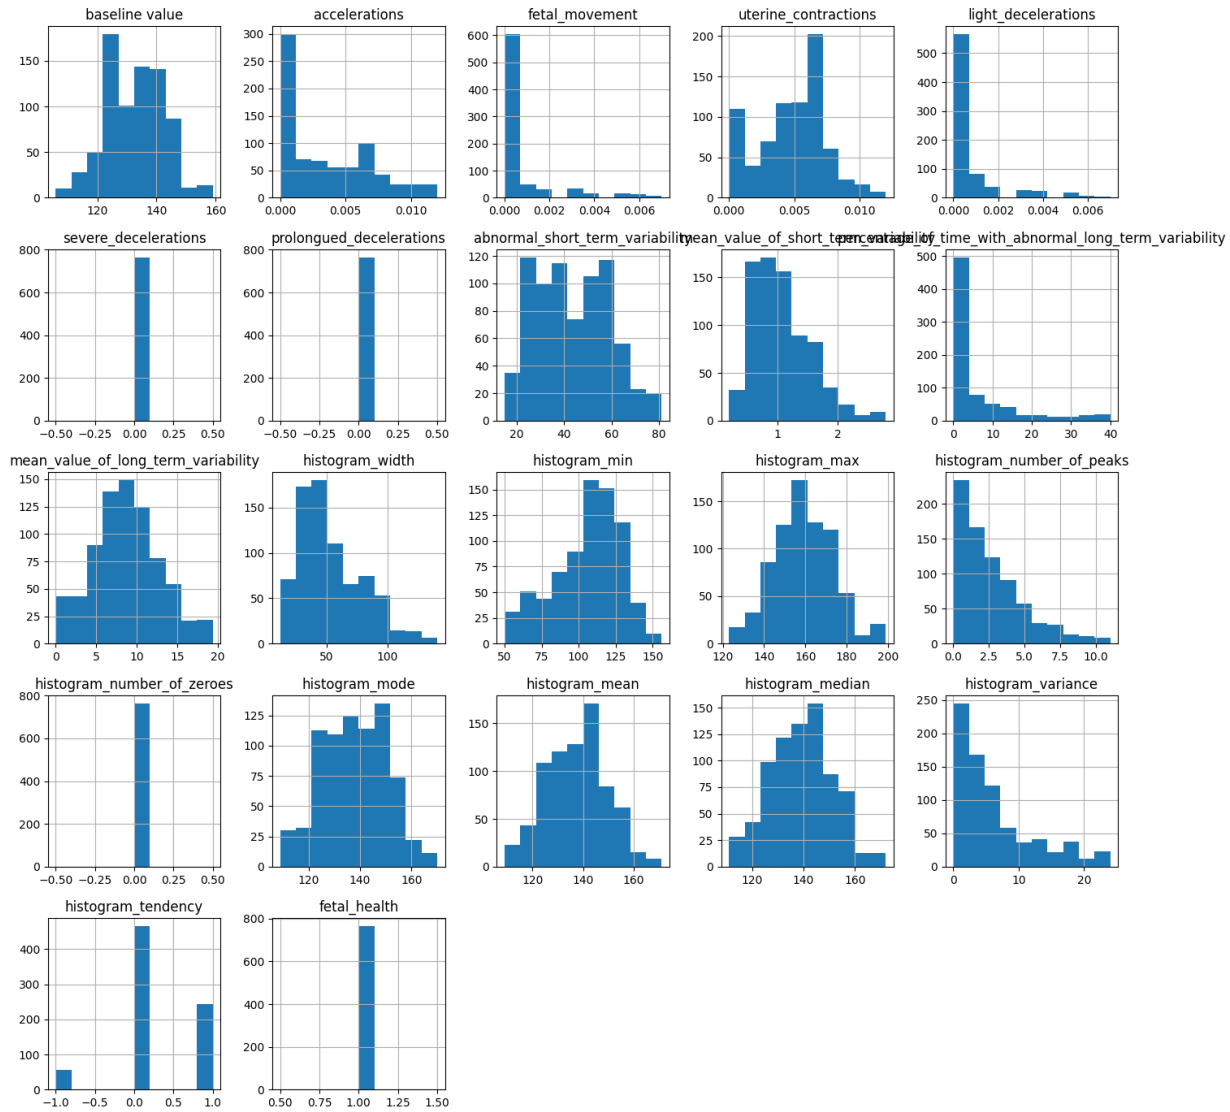 baseline value
150
100
50
0
120 140 160
accelerations
300
250
200
150
100
50
0
0.000 0.005 0.010
fetal_movement
600
500
400
300
200
100
0
0.000 0.002 0.004 0.006
uterine_contractions
200
150
100
50
0
0.000 0.005 0.010
light_decelerations
500
400
300
200
100
0
0.000 0.002 0.004 0.006
severe_decelerations
800
600
400
200
0
−0.50 −0.25 0.00 0.25 0.50
prolongued_decelerations
800
600
400
200
0
−0.50 −0.25 0.00 0.25 0.50
abnormal_short_term_variability
120
100
80
60
40
20
0
20 40 60 80
mean_value_of_short_term_variability
150
100
50
0
1 2
percentage_of_time_with_abnormal_long_term_variability
500
400
300
200
100
0
0 10 20 30 40
mean_value_of_long_term_variability
150
125
100
75
50
25
0
0 5 10 15 20
histogram_width
150
100
50
0
50 100
histogram_min
150
125
100
75
50
25
0
50 75 100 125 150
histogram_max
150
100
50
0
120 140 160 180 200
histogram_number_of_peaks
200
150
100
50
0
0.0 2.5 5.0 7.5 10.0
histogram_number_of_zeroes
800
600
400
200
0
−0.50 −0.25 0.00 0.25 0.50
histogram_mode
125
100
75
50
25
0
120 140 160
histogram_mean
150
100
50
0
120 140 160
histogram_median
150
125
100
75
50
25
0
120 140 160
histogram_variance
250
200
150
100
50
0
0 10 20
histogram_tendency
400
300
200
100
0
−1.0 −0.5 0.0 0.5 1.0
fetal_health
800
600
400
200
0
0.50 0.75 1.00 1.25 1.50